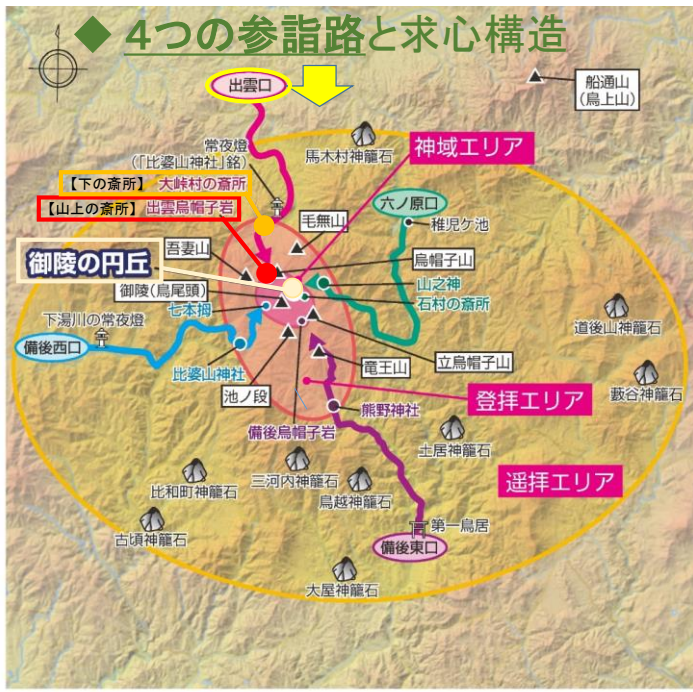 ◆ 4つの参詣路と求心構造
出雲口
船通山
(鳥上山)
常夜燈
(「比婆山神社」銘)
馬木村神籠石
神域エリア
【下の斎所】 大峠村の斎所
【山上の斎所】 出雲烏帽子岩
六ノ原口
稚児ケ池
毛無山
吾妻山
烏帽子山
御陵の円丘
山之神
御陵(烏尾頭)
石村の斎所
七本拇
下湯川の常夜燈
備後西口
道後山神籠石
比婆山神社
竜王山
立烏帽子山
藪谷神籠石
池ノ段
登拝エリア
熊野神社
備後烏帽子岩
土居神籠石
三河内神籠石
比和町神籠石
烏越神籠石
遥拝エリア
第一鳥居
古頃神籠石
備後東口
大屋神籠石